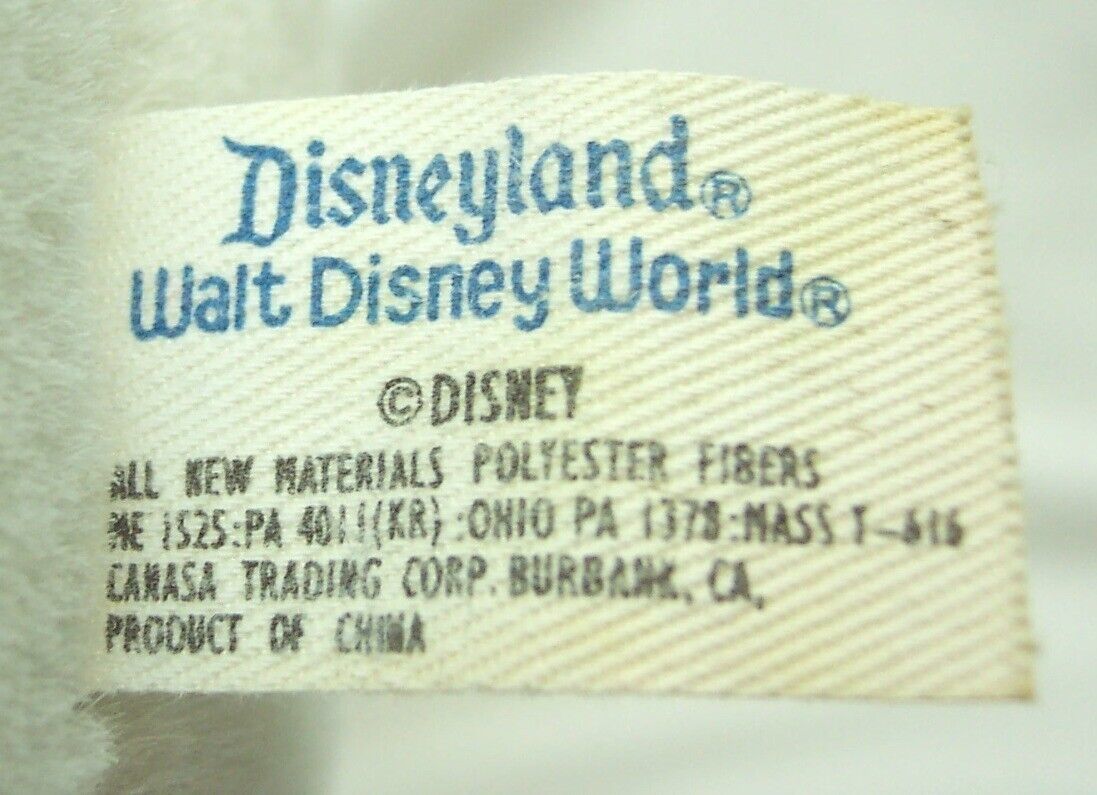 Disneyland®
Walt Disney World®
©DISNEY
ALL NEW MATERIALS POLYESTER FIBERS
RE 1525:PA 4011(KR):OHIO PA 1378:MASS T-616
CANASA TRADING CORP. BURBANK, CA,
PRODUCT OF CHINA